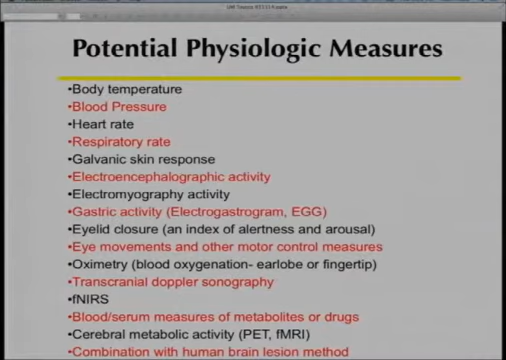 Potential Physiologic Measures
•Body temperature
•Blood Pressure
•Heart rate
•Respiratory rate
•Galvanic skin response
•Electroencephalographic activity
•Electromyography activity
•Gastric activity (Electrogastrogram, EGG)
•Eyelid closure (an index of alertness and arousal)
•Eye movements and other motor control measures
•Oximetry (blood oxygenation- earlobe or fingertip)
•Transcranial doppler sonography
•fNIRS
•Blood/serum measures of metabolites or drugs
•Cerebral metabolic activity (PET, fMRI)
•Combination with human brain lesion method